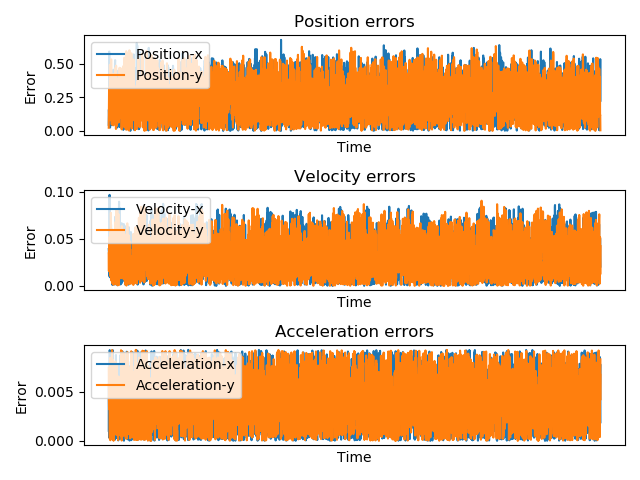 Position errors
Position-x
Position-y
0.50
0.25
0.00
Error
Time
Velocity errors
Velocity-x
Velocity-y
0.10
0.05
0.00
Error
Time
Acceleration errors
Acceleration-x
Acceleration-y
0.005
0.000
Error
Time